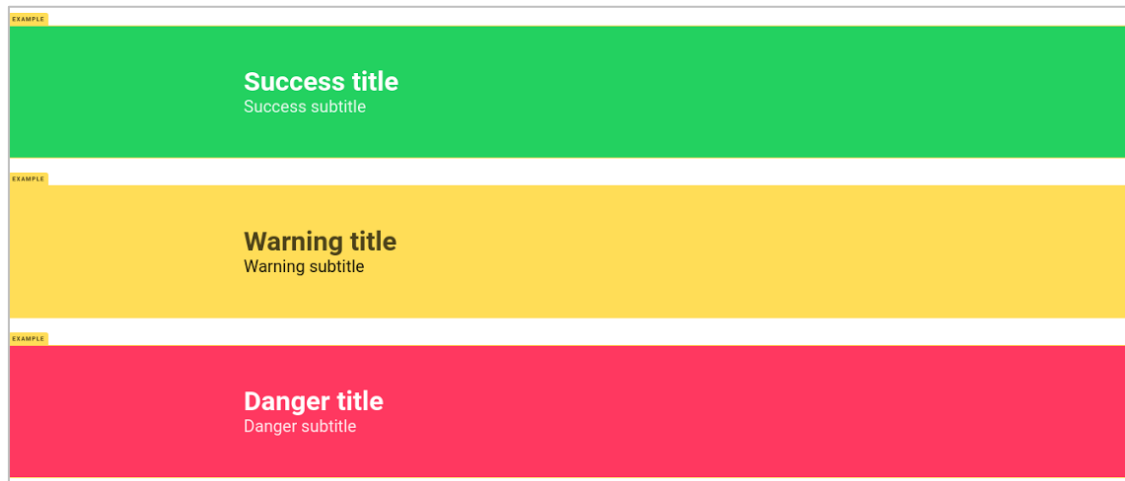 EXAMPLE
Success title
Success subtitle
EXAMPLE
Warning title
Warning subtitle
EXAMPLE
Danger title
Danger subtitle